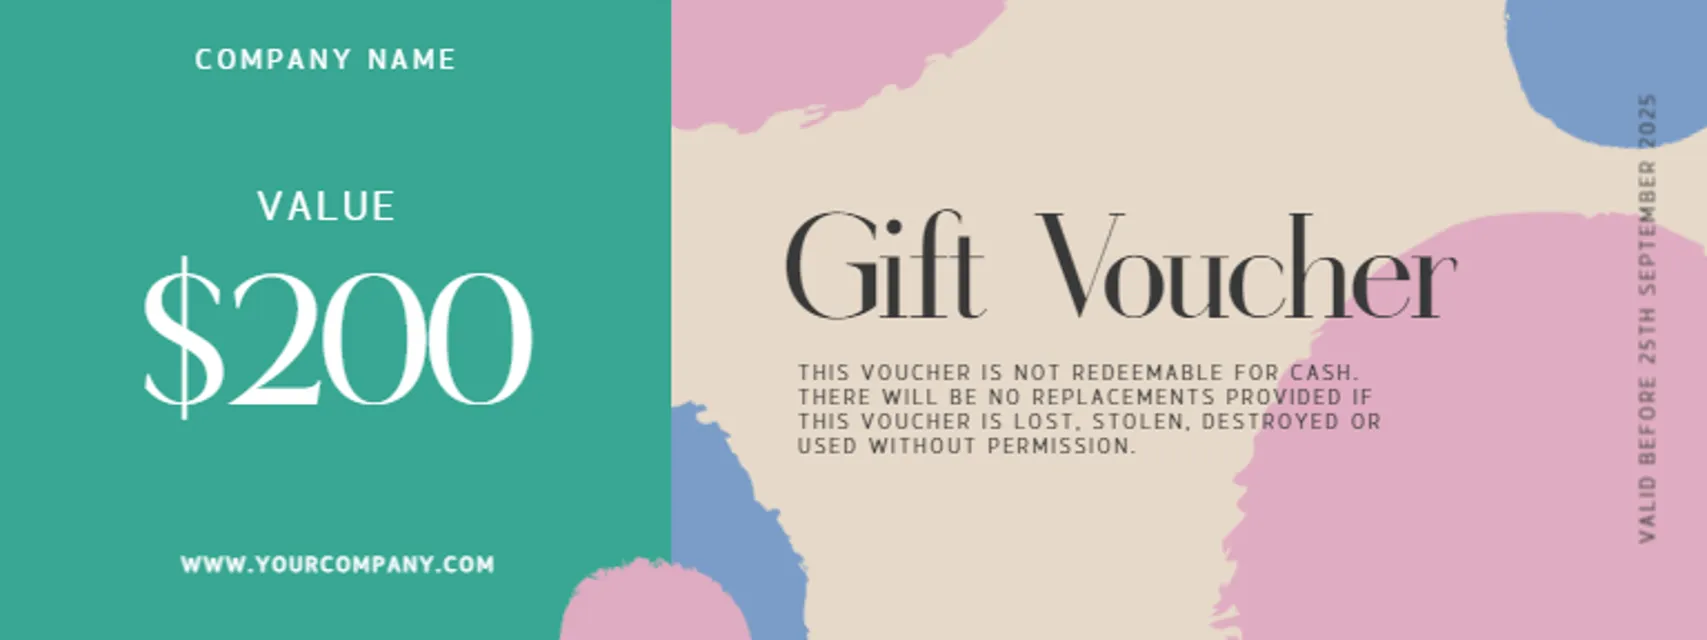 COMPANY NAME
VALUE
$200
WWW.YOURCOMPANY.COM
Gift Voucher
THIS VOUCHER IS NOT REDEEMABLE FOR CASH.
THERE WILL BE NO REPLACEMENTS PROVIDED IF
THIS VOUCHER IS LOST, STOLEN, DESTROYED OR
USED WITHOUT PERMISSION.
VALID BEFORE 25TH SEPTEMBER 2025